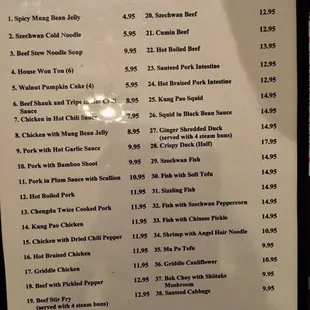 1. Spicy Mung Bean Jelly 4.95
2. Szechwan Cold Noodle 5.95
3. Beef Stew Noodle Soup 9.95
4. House Won Ton (6) 5.95
5. Walnut Pumpkin Cake (4) 5.95
6. Beef Shank and Tripe in Hot Chili Sauce 8.95
7. Chicken in Hot Chili Sauce 7.95
8. Chicken with Mung Bean Jelly 8.95
9. Pork with Hot Garlic Sauce 9.95
10. Pork with Bamboo Shoot 9.95
11. Pork in Plum Sauce with Scallion 10.95
12. Hot Boiled Pork 11.95
13. Chengdu Twice Cooked Pork 11.95
14. Kung Pao Chicken 11.95
15. Chicken with Dried Chili Pepper 11.95
16. Hot Braised Chicken 11.95
17. Griddle Chicken 11.95
18. Beef with Pickled Pepper 12.95
19. Beef Stir Fry 12.95
(served with 4 steam buns)
20. Szechwan Beef 12.95
21. Cumin Beef 12.95
22. Hot Boiled Beef 13.95
23. Sauteed Pork Intestine 12.95
24. Hot Braised Pork Intestine 12.95
25. Kung Pao Squid 14.95
26. Squid in Black Bean Sauce 14.95
27. Ginger Shredded Duck 14.95
(served with 4 steam buns)
28. Crispy Duck (Half) 17.95
29. Szechwan Fish 14.95
30. Fish with Soft Tofu 14.95
31. Sizzling Fish 14.95
32. Fish with Szechwan Peppercorn 14.95
33. Fish with Chinese Pickle 14.95
34. Shrimp with Angel Hair Noodle 10.95
35. Ma Po Tofu 9.95
36. Griddle Cauliflower 10.95
37. Bok Choy with Shiitake Mushroom 9.95
38. Sauteed Cabbage 9.95